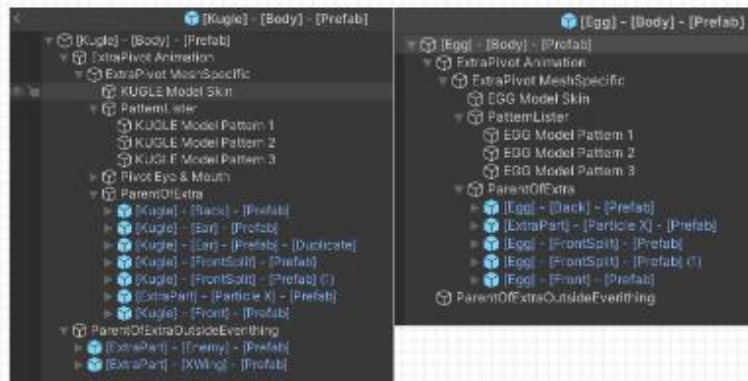 [Kugle] - [Body] - [Prefab]
[Kugle] - [Body] - [Prefab]
ExtraPivot Animation
ExtraPivot MeshSpecific
KUGLE Model Skin
PatternLister
KUGLE Model Pattern 1
KUGLE Model Pattern 2
KUGLE Model Pattern 3
Pivot Eye & Mouth
ParentOfExtra
[Kugle] - [Back] - [Prefab]
[Kugle] - [Ear] - [Prefab]
[Kugle] - [Ear] - [Prefab] - [Duplicate]
[Kugle] - [FrontSplit] - [Prefab]
[Kugle] - [FrontSplit] - [Prefab] (1)
[ExtraPart] - [Particle X] - [Prefab]
[Kugle] - [Front] - [Prefab]
ParentOfExtraOutsideEverithing
[ExtraPart] - [Enemy] - [Prefab]
[ExtraPart] - [XWing] - [Prefab]
[Egg] - [Body] - [Prefab]
[Egg] - [Body] - [Prefab]
ExtraPivot Animation
ExtraPivot MeshSpecific
EGG Model Skin
PatternLister
EGG Model Pattern 1
EGG Model Pattern 2
EGG Model Pattern 3
ParentOfExtra
[Egg] - [Back] - [Prefab]
[ExtraPart] - [Particle X] - [Prefab]
[Egg] - [FrontSplit] - [Prefab]
[Egg] - [FrontSplit] - [Prefab] (1)
[Egg] - [Front] - [Prefab]
ParentOfExtraOutsideEverithing